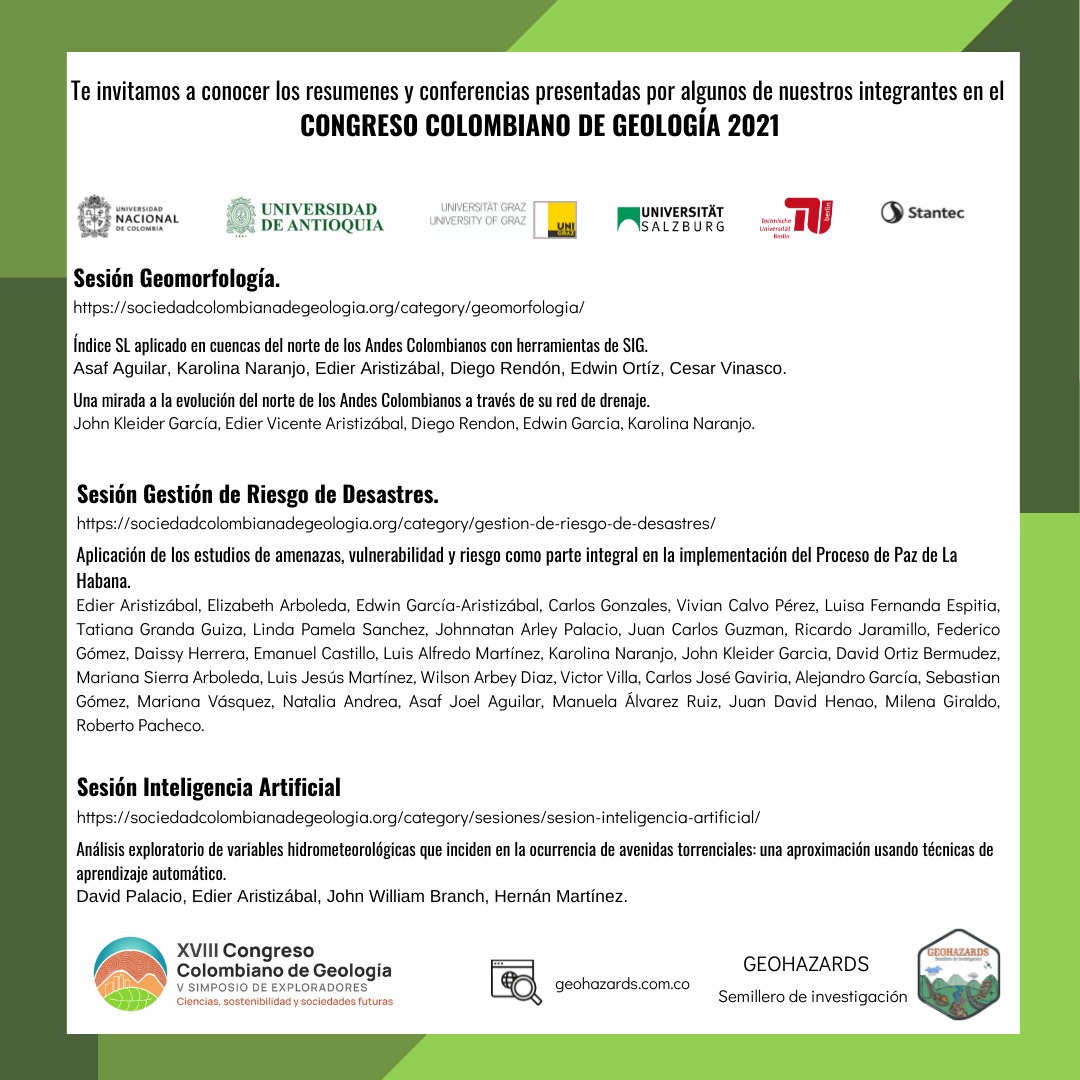 Te invitamos a conocer los resumenes y conferencias presentadas por algunos de nuestros integrantes en el
CONGRESO COLOMBIANO DE GEOLOGÍA 2021
UNIVERSIDAD
NACIONAL
DE COLOMBIA
UNIVERSIDAD
DE ANTIOQUIA
UNIVERSITÄT GRAZ
UNIVERSITY OF GRAZ
UNI
GRAZ
UNIVERSITÄT
SALZBURG
Technische
Universität
Berlin
berlin
Stantec
Sesión Geomorfología.
https://sociedadcolombianadegeologia.org/category/geomorfologia/
Índice SL aplicado en cuencas del norte de los Andes Colombianos con herramientas de SIG.
Asaf Aguilar, Karolina Naranjo, Edier Aristizábal, Diego Rendón, Edwin Ortíz, Cesar Vinasco.
Una mirada a la evolución del norte de los Andes Colombianos a través de su red de drenaje.
John Kleider García, Edier Vicente Aristizábal, Diego Rendon, Edwin Garcia, Karolina Naranjo.
Sesión Gestión de Riesgo de Desastres.
https://sociedadcolombianadegeologia.org/category/gestion-de-riesgo-de-desastres/
Aplicación de los estudios de amenazas, vulnerabilidad y riesgo como parte integral en la implementación del Proceso de Paz de La
Habana.
Edier Aristizábal, Elizabeth Arboleda, Edwin García-Aristizábal, Carlos Gonzales, Vivian Calvo Pérez, Luisa Fernanda Espitia,
Tatiana Granda Guiza, Linda Pamela Sanchez, Johnnatan Arley Palacio, Juan Carlos Guzman, Ricardo Jaramillo, Federico
Gómez, Daissy Herrera, Emanuel Castillo, Luis Alfredo Martínez, Karolina Naranjo, John Kleider Garcia, David Ortiz Bermudez,
Mariana Sierra Arboleda, Luis Jesús Martínez, Wilson Arbey Diaz, Victor Villa, Carlos José Gaviria, Alejandro García, Sebastian
Gómez, Mariana Vásquez, Natalia Andrea, Asaf Joel Aguilar, Manuela Álvarez Ruiz, Juan David Henao, Milena Giraldo,
Roberto Pacheco.
Sesión Inteligencia Artificial
https://sociedadcolombianadegeologia.org/category/sesiones/sesion-inteligencia-artificial/
Análisis exploratorio de variables hidrometeorológicas que inciden en la ocurrencia de avenidas torrenciales: una aproximación usando técnicas de
aprendizaje automático.
David Palacio, Edier Aristizábal, John William Branch, Hernán Martínez.
XVIII Congreso
Colombiano de Geología
V SIMPOSIO DE EXPLORADORES
Ciencias, sostenibilidad y sociedades futuras
geohazards.com.co
GEOHAZARDS
Semillero de investigación
GEOHAZARDS
Semillero de Investigación